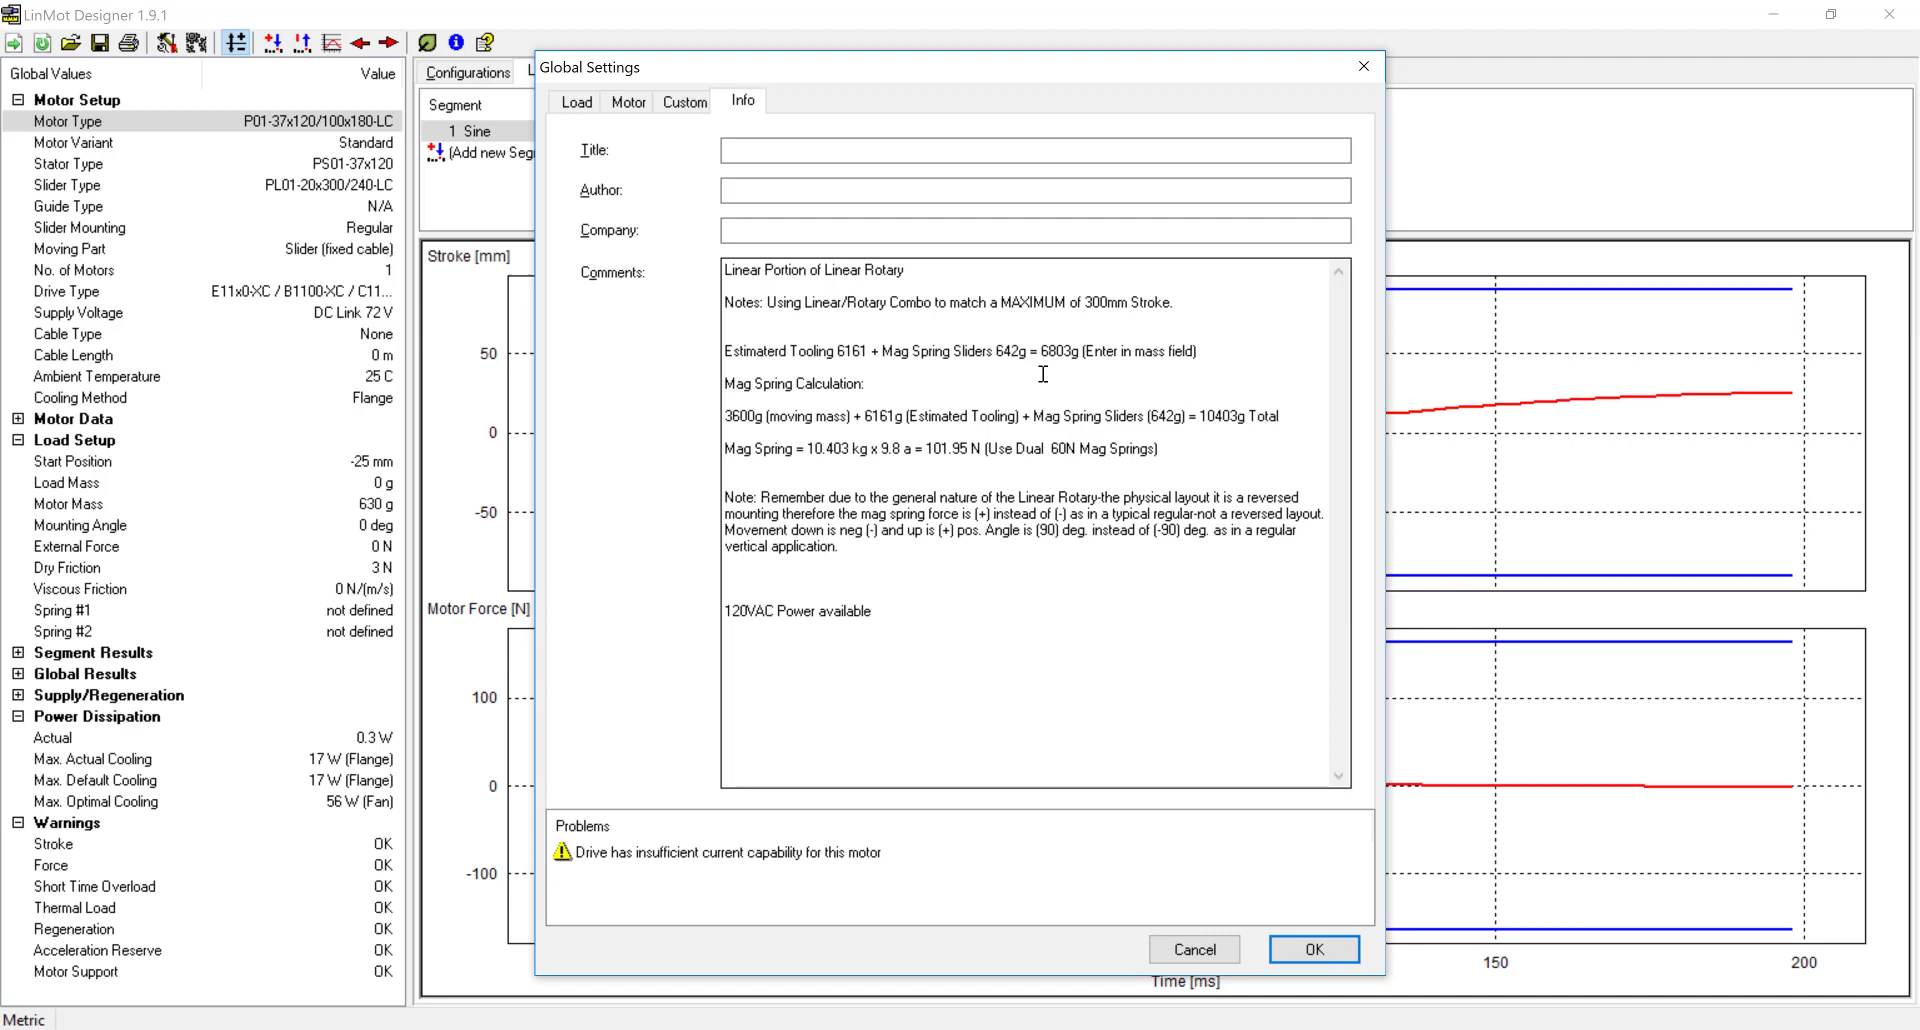 LinMot Designer 1.9.1
Global Values Value
Motor Setup
Motor Type P01-37x120/100x180-LC
Motor Variant Standard
Stator Type PS01-37x120
Slider Type PL01-20x300/240-LC
Guide Type N/A
Slider Mounting Regular
Moving Part Slider (fixed cable)
No. of Motors 1
Drive Type E11x0-XC / B1100-XC / C11...
Supply Voltage DC Link 72 V
Cable Type None
Cable Length 0 m
Ambient Temperature 25 C
Cooling Method Flange
Motor Data
Load Setup
Start Position -25 mm
Load Mass 0 g
Motor Mass 630 g
Mounting Angle 0 deg
External Force 0 N
Dry Friction 3 N
Viscous Friction 0 N/(m/s)
Spring #1 not defined
Spring #2 not defined
Segment Results
Global Results
Supply/Regeneration
Power Dissipation
Actual 0.3 W
Max. Actual Cooling 17 W (Flange)
Max. Default Cooling 17 W (Flange)
Max. Optimal Cooling 56 W (Fan)
Warnings
Stroke OK
Force OK
Short Time Overload OK
Thermal Load OK
Regeneration OK
Acceleration Reserve OK
Motor Support OK
Metric
Configurations
Segment
1 Sine
(Add new Seg
Stroke [mm]
50
0
-50
Motor Force [N]
100
0
-100
150
200
Time [ms]
Global Settings
Load Motor Custom Info
Title:
Author:
Company:
Comments:
Linear Portion of Linear Rotary
Notes: Using Linear/Rotary Combo to match a MAXIMUM of 300mm Stroke.
Estimaterd Tooling 6161 + Mag Spring Sliders 642g = 6803g (Enter in mass field)
Mag Spring Calculation:
3600g (moving mass) + 6161g (Estimated Tooling) + Mag Spring Sliders (642g) = 10403g Total
Mag Spring = 10.403 kg x 9.8 a = 101.95 N (Use Dual 60N Mag Springs)
Note: Remember due to the general nature of the Linear Rotary-the physical layout it is a reversed
mounting therefore the mag spring force is (+) instead of (-) as in a typical regular-not a reversed layout.
Movement down is neg (-) and up is (+) pos. Angle is (90) deg. instead of (-90) deg. as in a regular
vertical application.
120VAC Power available
Problems
Drive has insufficient current capability for this motor
Cancel OK